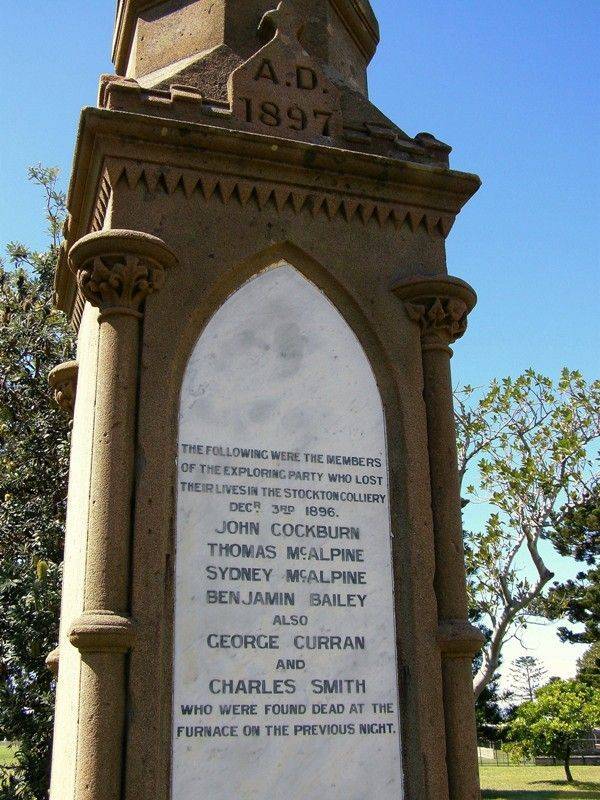 A.D.
1897
THE FOLLOWING WERE THE MEMBERS
OF THE EXPLORING PARTY WHO LOST
THEIR LIVES IN THE STOCKTON COLLIERY
DECR 3RD 1896.
JOHN COCKBURN
THOMAS McALPINE
SYDNEY McALPINE
BENJAMIN BAILEY
ALSO
GEORGE CURRAN
AND
CHARLES SMITH
WHO WERE FOUND DEAD AT THE
FURNACE ON THE PREVIOUS NIGHT.